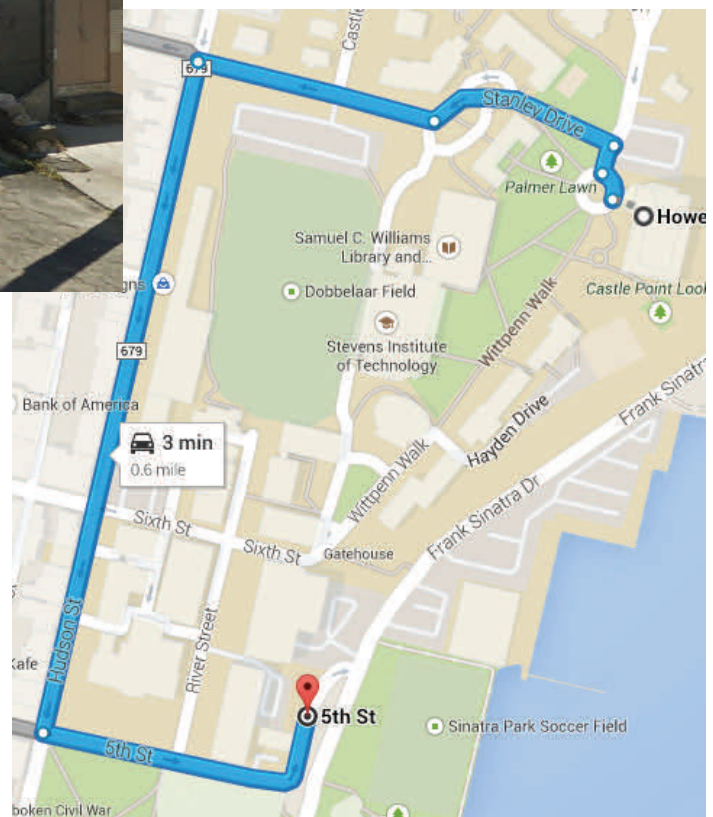 Castle
679
Stanley Drive
Palmer Lawn
Howe
Samuel C. Williams
Library and...
Castle Point Look
Dobbelaar Field
Wittpenn Walk
Stevens Institute
of Technology
679
Frank Sinatra
Bank of America
3 min
0.6 mile
Hayden Drive
Wittpenn Walk
Sixth St
Sixth St
Gatehouse
Frank Sinatra Dr
River Street
Hudson St
Kafe
5th St
Sinatra Park Soccer Field
5th St
boken Civil War